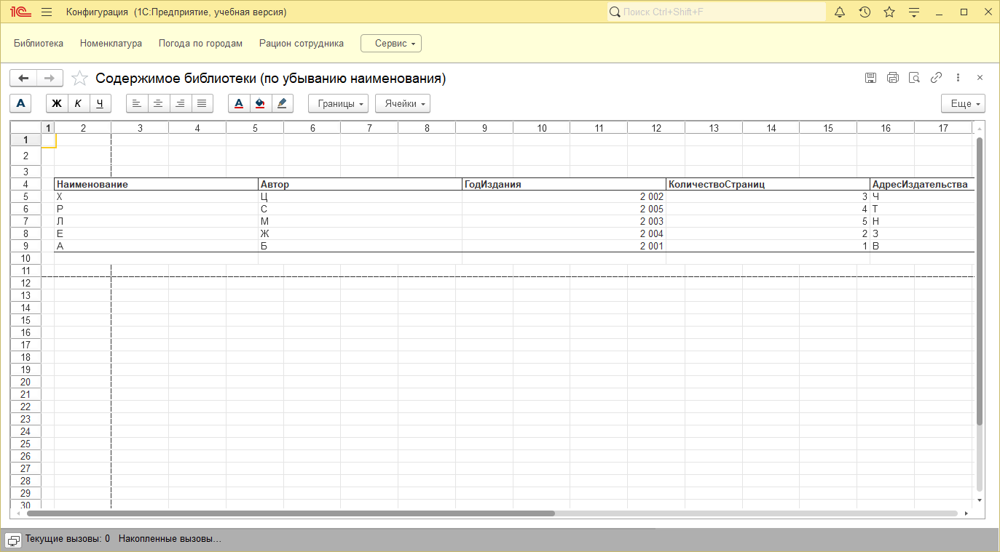 1С Конфигурация (1С:Предприятие, учебная версия) Поиск Ctrl+Shift+F
Библиотека Номенклатура Погода по городам Рацион сотрудника Сервис
Содержимое библиотеки (по убыванию наименования)
А Ж К Ч А Границы Ячейки Еще
1 2 3 4 5 6 7 8 9 10 11 12 13 14 15 16 17
1
2
3
4 Наименование Автор ГодИздания КоличествоСтраниц АдресИздательства
5 Х Ц 2 002 3 Ч
6 Р С 2 005 4 Т
7 Л М 2 003 5 Н
8 Е Ж 2 004 2 З
9 А Б 2 001 1 В
10
11
12
13
14
15
16
17
18
19
20
21
22
23
24
25
26
27
28
29
30
Текущие вызовы: 0 Накопленные вызовы…